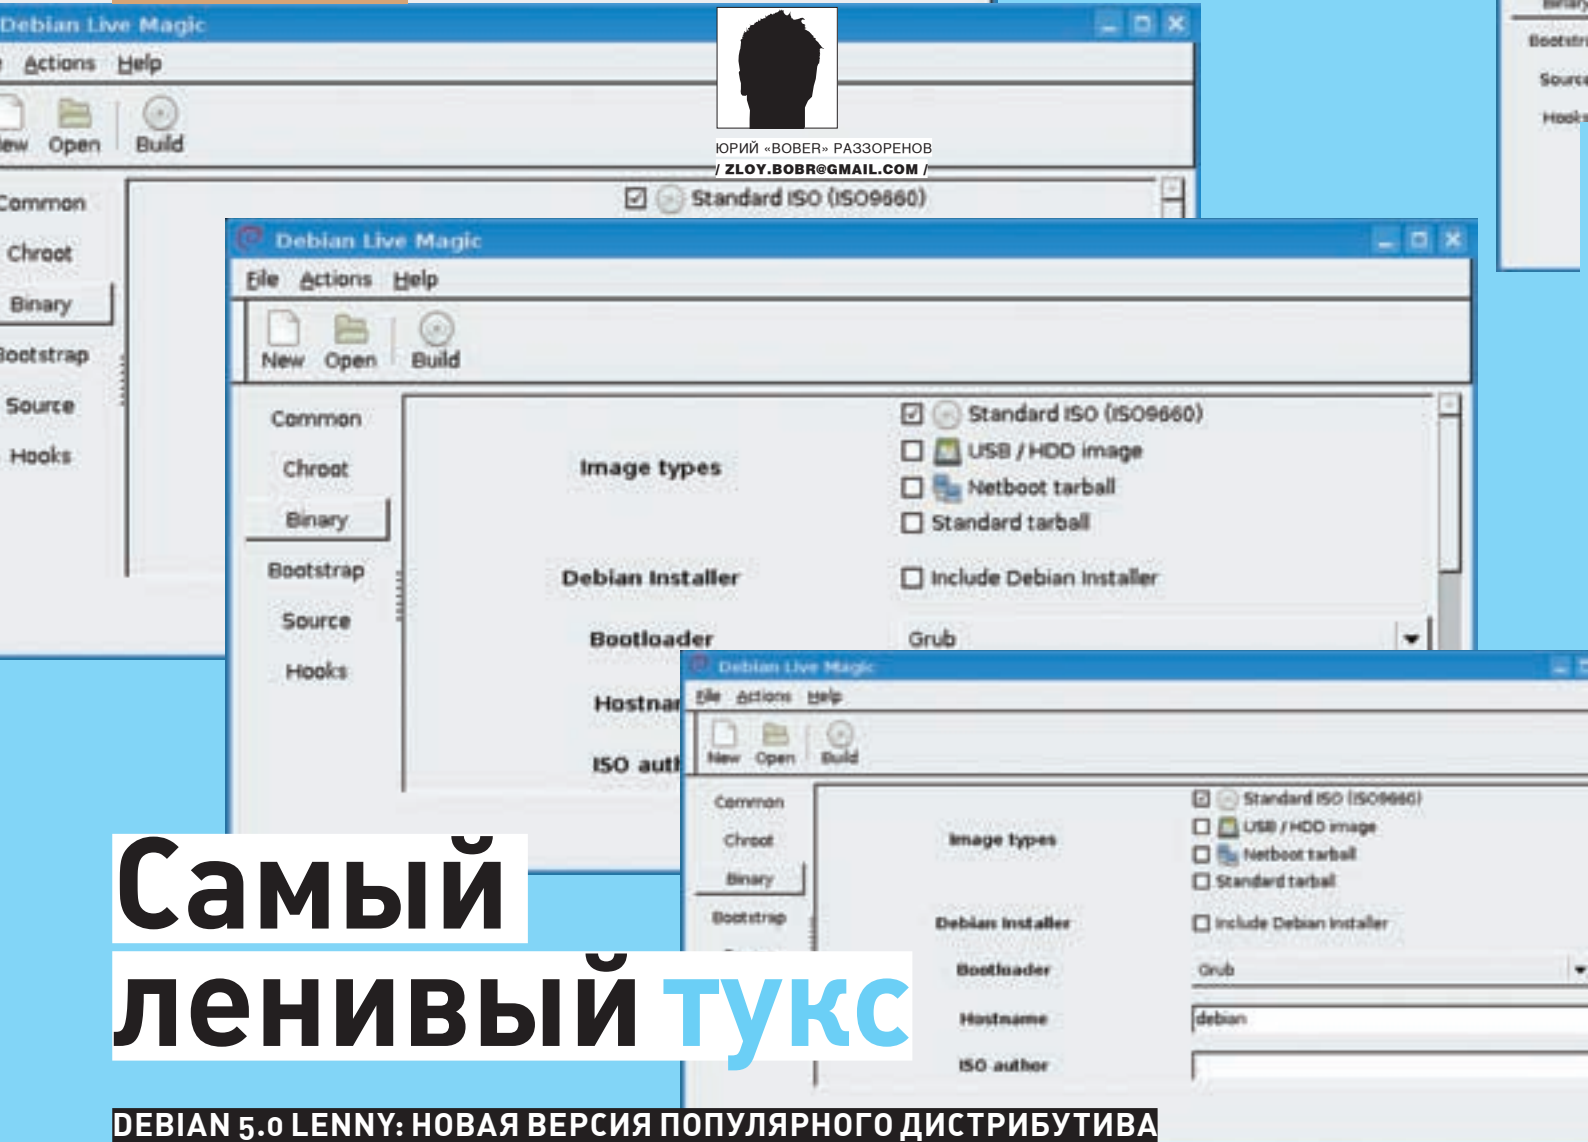 Debian Live Magic
Actions Help
Open Build
Common
Chroot
Binary
Bootstrap
Source
Hooks
Standard ISO (ISO9660)
ЮРИЙ «BOBER» РАЗЗОРЕНОВ
/ ZLOY.BOBR@GMAIL.COM /
Binary
Source
Debian Live Magic
File Actions Help
New Open Build
Common
Chroot
Binary
Bootstrap
Source
Hooks
Image types
Standard ISO (ISO9660)
USB / HDD image
Netboot tarball
Standard tarball
Debian Installer
Include Debian Installer
Bootloader
Grub
Debian Live Magic
File Actions Help
New Open Build
Common
Chroot
Binary
Bootstrap
Image types
Standard ISO (ISO9660)
USB / HDD image
Netboot tarball
Standard tarball
Debian Installer
Include Debian Installer
Bootloader
Grub
Hostname
debian
ISO author
Самый
ленивый тукс
DEBIAN 5.0 LENNY: НОВАЯ ВЕРСИЯ ПОПУЛЯРНОГО ДИСТРИБУТИВА